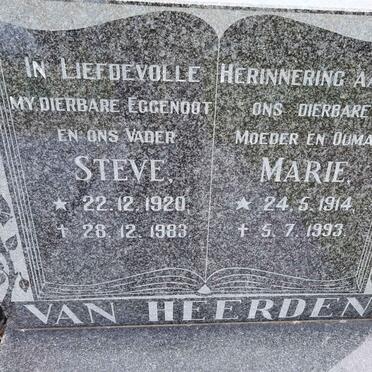 IN LIEFDEVOLLE HERINNERING AA
MY DIERBARE EGGENOOT
EN ONS VADER
STEVE.
* 22.12.1920.
† 28.12.1983
ONS DIERBARE
MOEDER EN OUMA
MARIE.
* 24.5.1914
† 5.7.1993
VAN HEERDEN